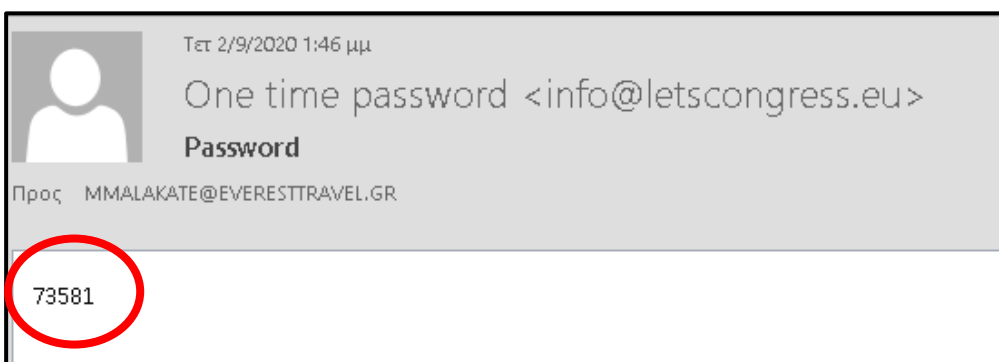 Τετ 2/9/2020 1:46 μμ
One time password <info@letscongress.eu>
Password
Προς MMALAKATE@EVERESTTRAVEL.GR
73581